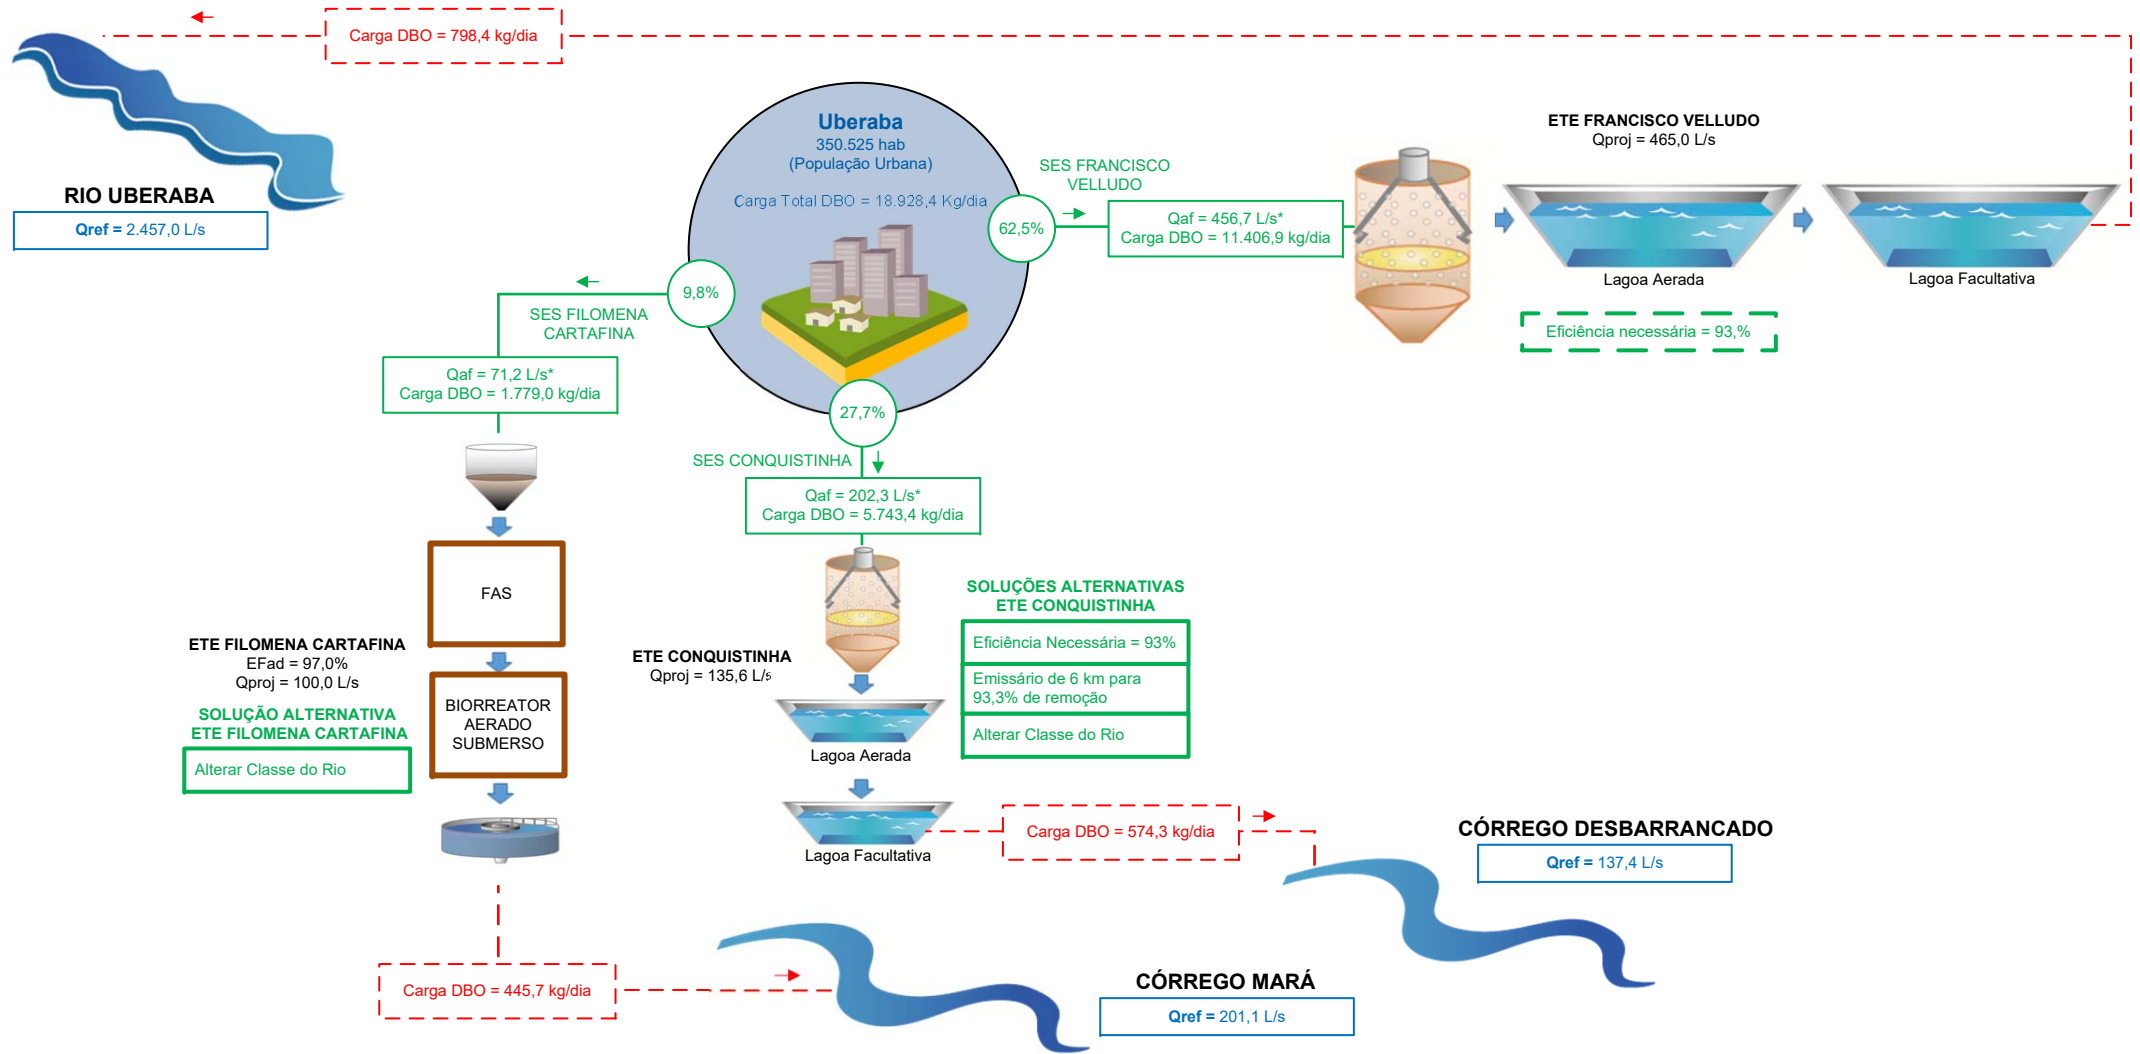 Carga DBO = 798,4 kg/dia
RIO UBERABA
Qref = 2.457,0 L/s
Uberaba
350.525 hab
(População Urbana)
Carga Total DBO = 18.928,4 Kg/dia
62,5%
9,8%
27,7%
SES FRANCISCO
VELLUDO
Qaf = 456,7 L/s*
Carga DBO = 11.406,9 kg/dia
ETE FRANCISCO VELLUDO
Qproj = 465,0 L/s
Lagoa Aerada
Lagoa Facultativa
Eficiência necessária = 93,%
SES FILOMENA
CARTAFINA
Qaf = 71,2 L/s*
Carga DBO = 1.779,0 kg/dia
SES CONQUISTINHA
Qaf = 202,3 L/s*
Carga DBO = 5.743,4 kg/dia
FAS
ETE FILOMENA CARTAFINA
EFad = 97,0%
Qproj = 100,0 L/s
SOLUÇÃO ALTERNATIVA
ETE FILOMENA CARTAFINA
Alterar Classe do Rio
BIORREATOR
AERADO
SUBMERSO
ETE CONQUISTINHA
Qproj = 135,6 L/s
SOLUÇÕES ALTERNATIVAS
ETE CONQUISTINHA
Eficiência Necessária = 93%
Emissário de 6 km para
93,3% de remoção
Alterar Classe do Rio
Lagoa Aerada
Lagoa Facultativa
Carga DBO = 574,3 kg/dia
CÓRREGO DESBARRANCADO
Qref = 137,4 L/s
Carga DBO = 445,7 kg/dia
CÓRREGO MARÁ
Qref = 201,1 L/s